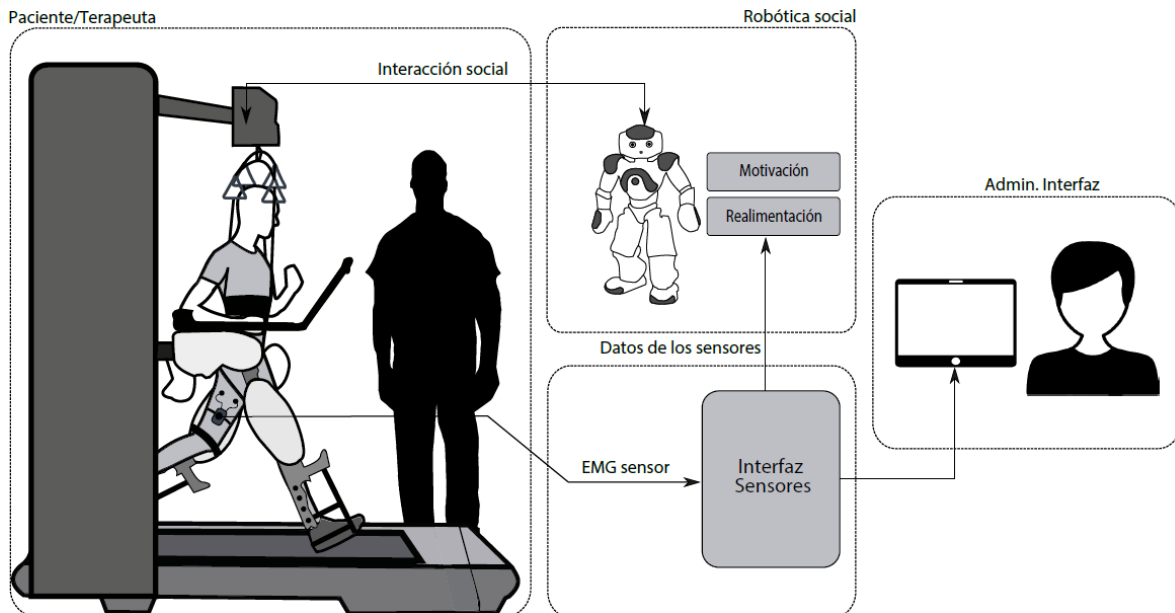 Paciente/Terapeuta
Robótica social
Interacción social
Motivación
Realimentación
Admin. Interfaz
Datos de los sensores
EMG sensor
Interfaz
Sensores